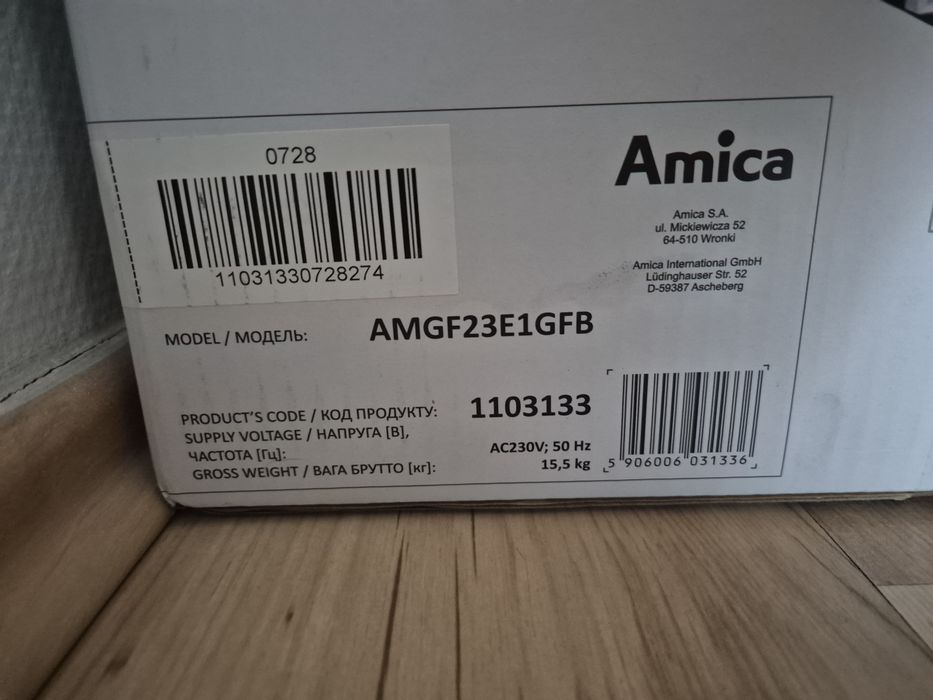 0728
11031330728274
Amica
Amica S.A.
ul. Mickiewicza 52
64-510 Wronki
Amica International GmbH
Lüdinghauser Str. 52
D-59387 Ascheberg
MODEL / МОДЕЛЬ: AMGF23E1GFB
PRODUCT'S CODE / КОД ПРОДУКТУ: 1103133
SUPPLY VOLTAGE / НАПРУГА [В],
ЧАСТОТА [Гц]: AC230V; 50 Hz
GROSS WEIGHT / ВАГА БРУТТО [кг]: 15,5 kg
5 906006 031336